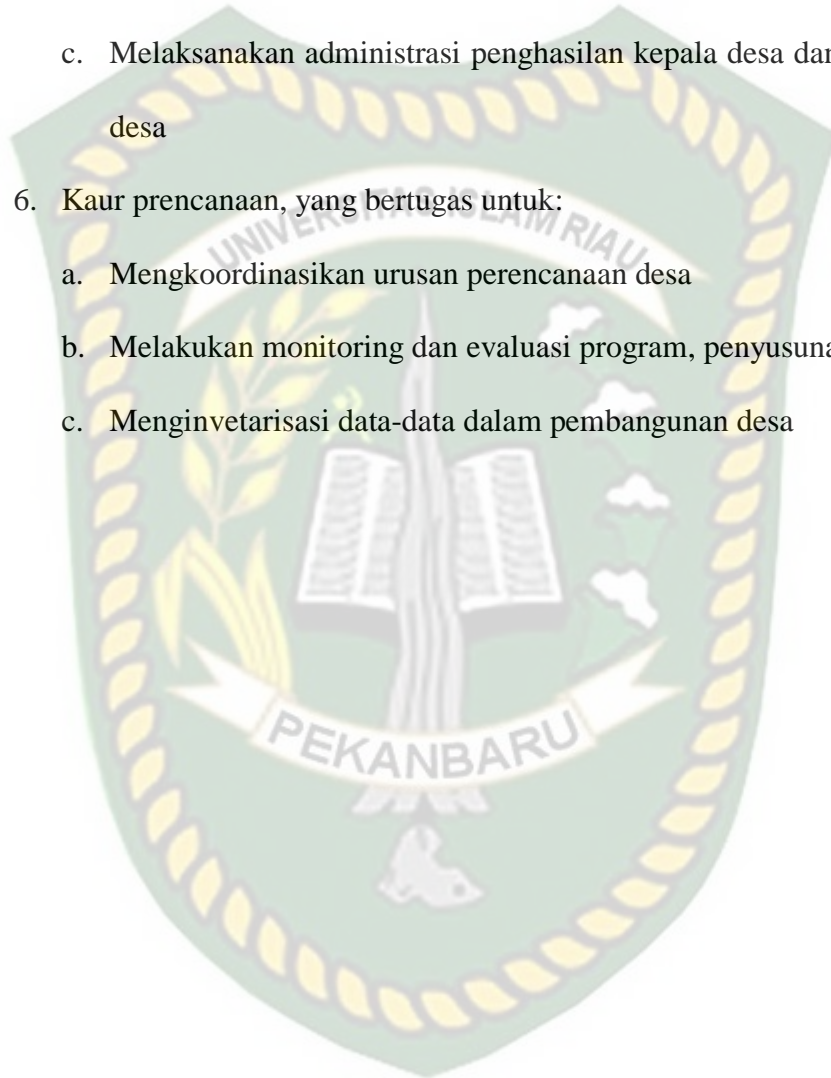 c. Melaksanakan administrasi penghasilan kepala desa dan
desa
6. Kaur prencanaan, yang bertugas untuk:
a. Mengkoordinasikan urusan perencanaan desa
b. Melakukan monitoring dan evaluasi program, penyusuna
c. Menginvetarisasi data-data dalam pembangunan desa
UNIVERSITAS ISLAM RIAU
PEKANBARU